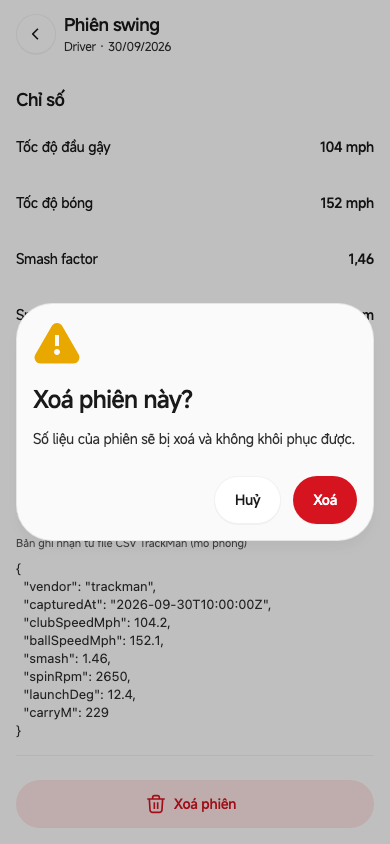 Phiên swing
Driver · 30/09/2026
Chỉ số
Tốc độ đầu gậy 104 mph
Tốc độ bóng 152 mph
Smash factor 1,46
Xoá phiên này?
Số liệu của phiên sẽ bị xoá và không khôi phục được.
Huỷ Xoá
Bản ghi nhận từ file CSV TrackMan (mô phỏng)
{
"vendor": "trackman",
"capturedAt": "2026-09-30T10:00:00Z",
"clubSpeedMph": 104.2,
"ballSpeedMph": 152.1,
"smash": 1.46,
"spinRpm": 2650,
"launchDeg": 12.4,
"carryM": 229
}
Xoá phiên